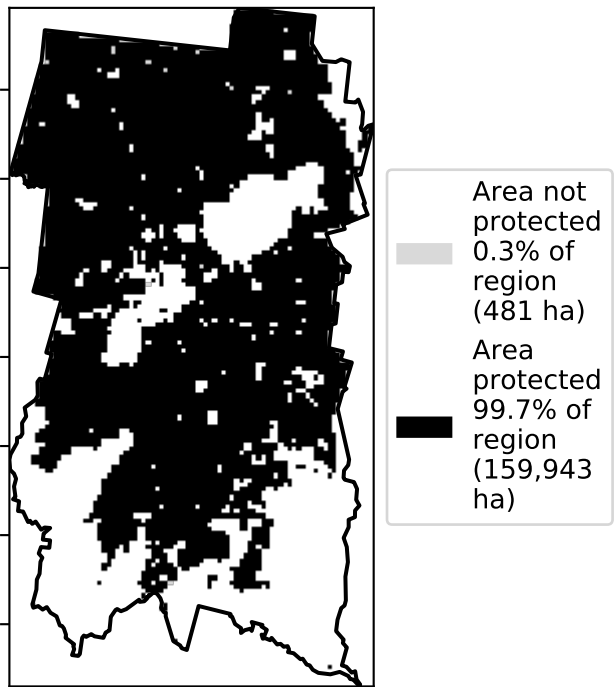 Area not
protected
0.3% of
region
(481 ha)
Area
protected
99.7% of
region
(159,943
ha)